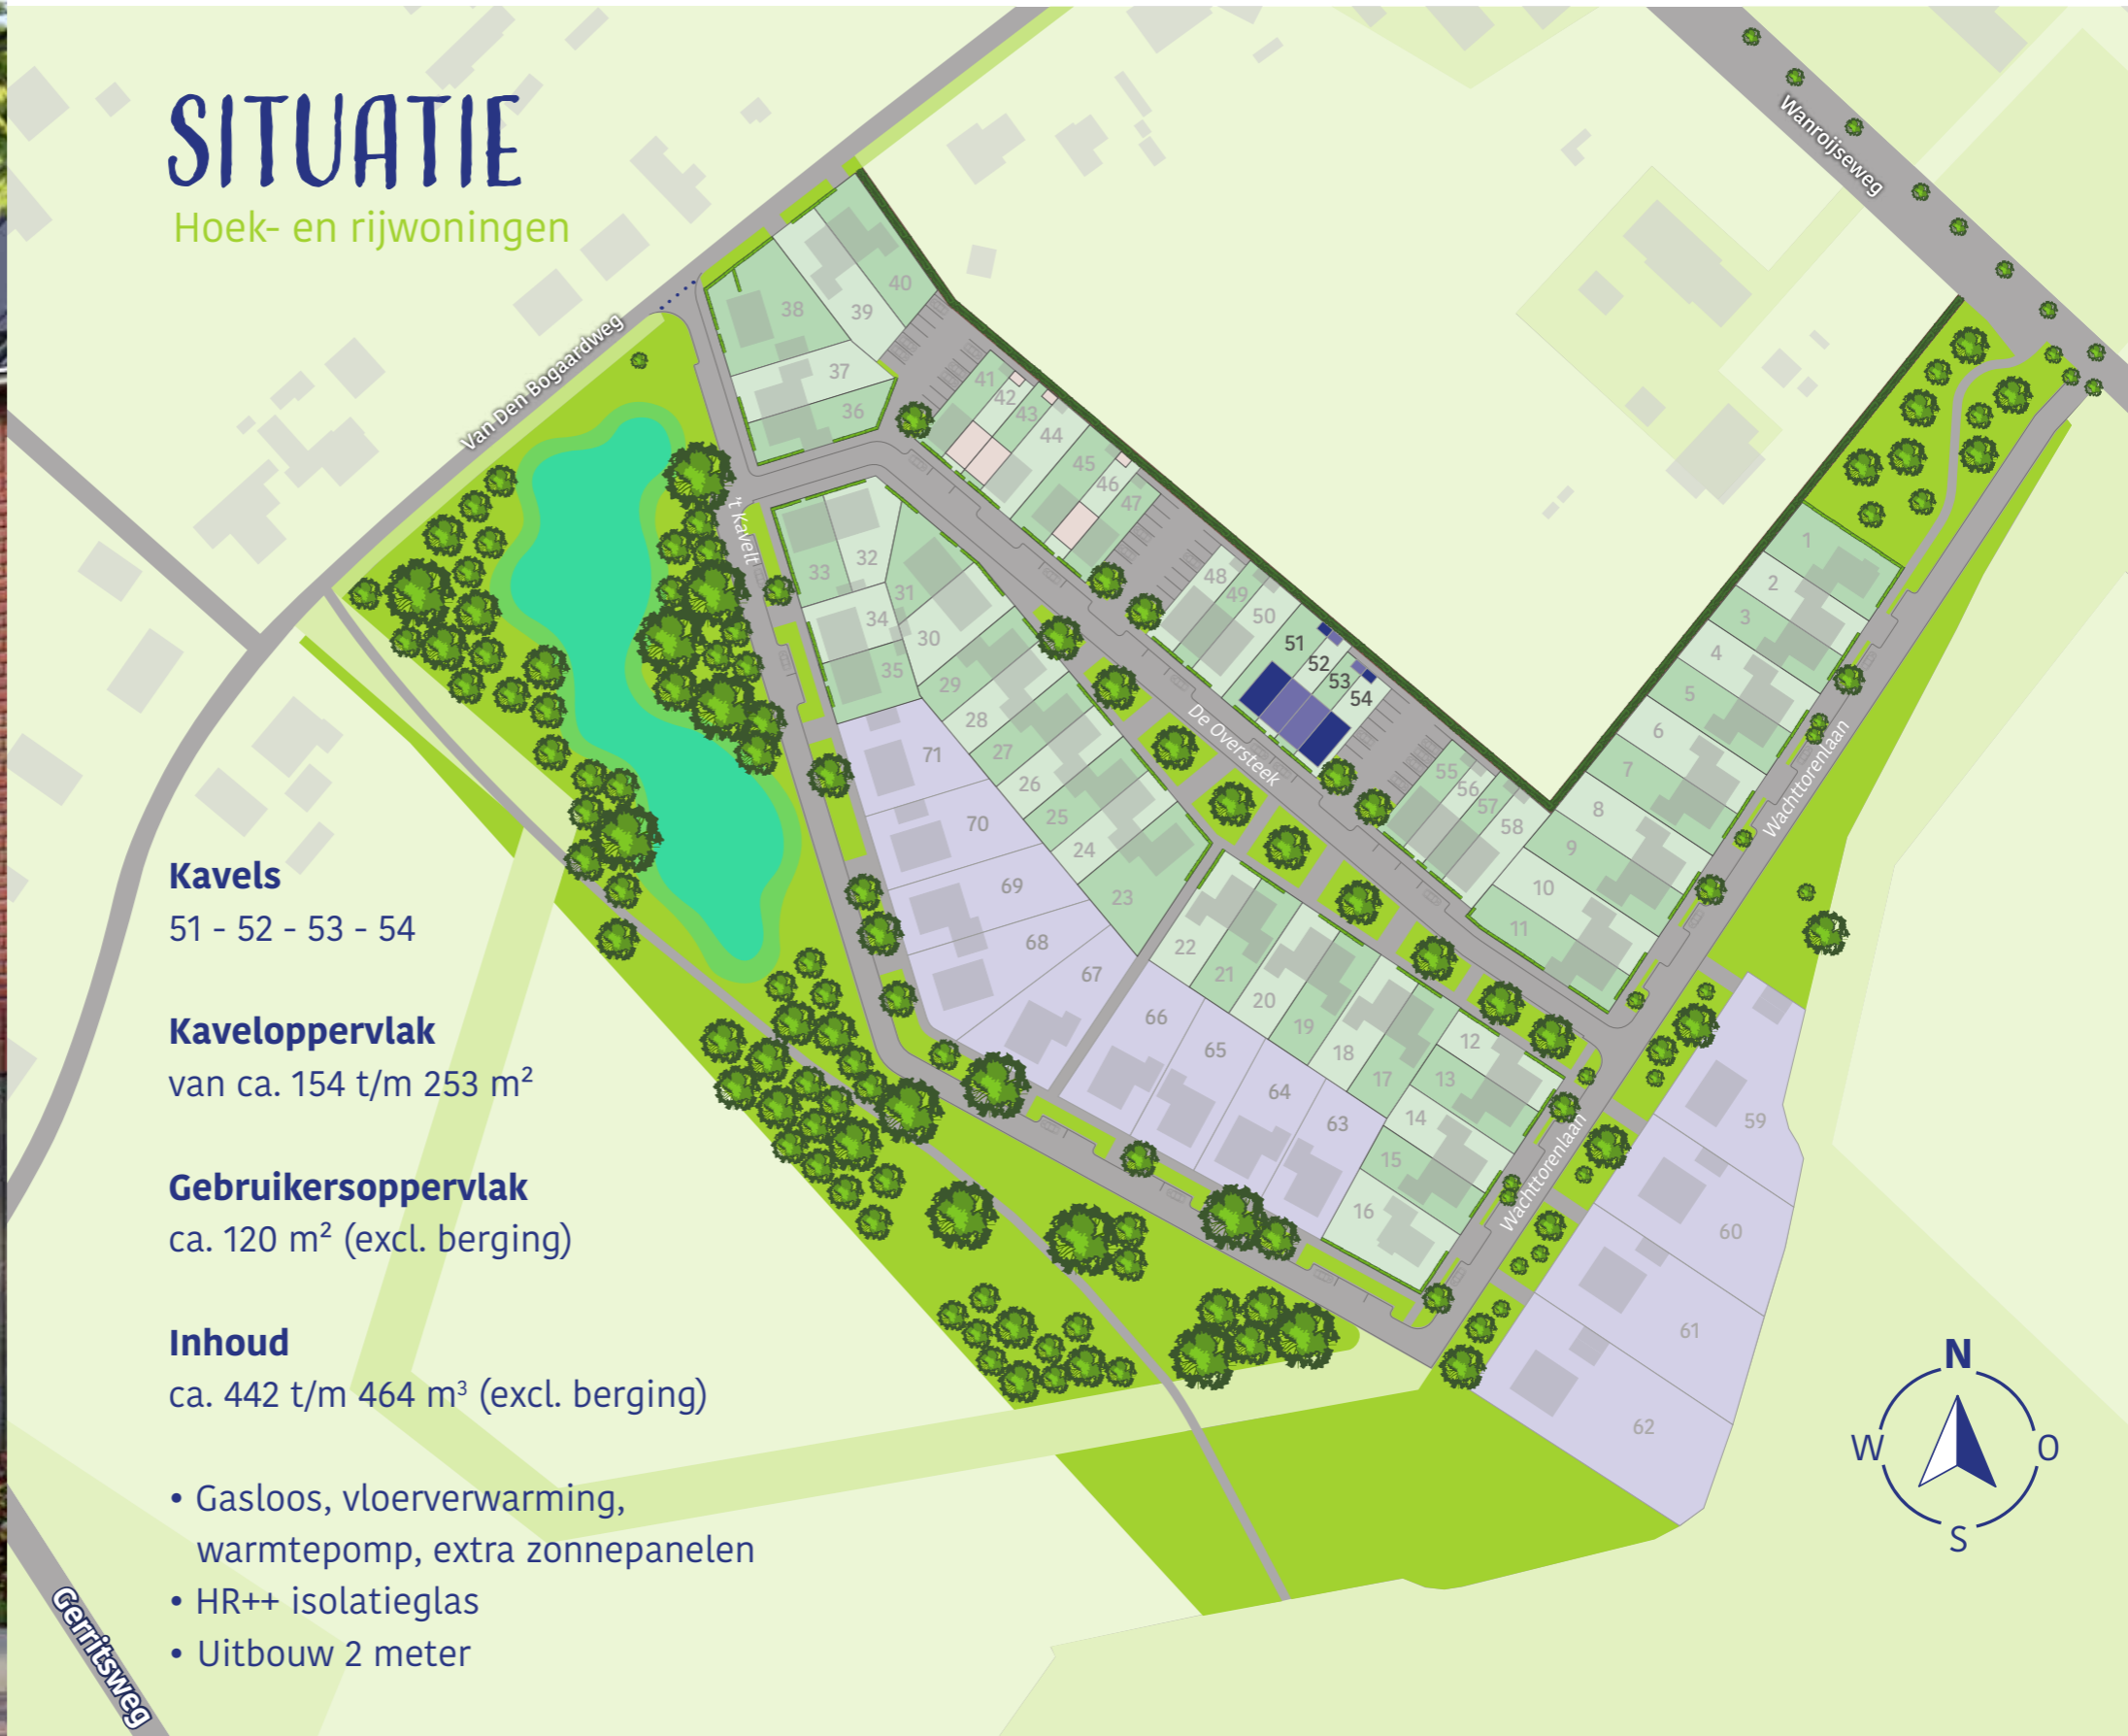 SITUATIE
Hoek- en rijwoningen
Kavels
51 - 52 - 53 - 54
Kaveloppervlak
van ca. 154 t/m 253 m²
Gebruikersoppervlak
ca. 120 m² (excl. berging)
Inhoud
ca. 442 t/m 464 m³ (excl. berging)
• Gasloos, vloerverwarming,
warmtepomp, extra zonnepanelen
• HR++ isolatieglas
• Uitbouw 2 meter
Van Den Bogaardweg
Wanroijseweg
't Kavelt
De Oversteek
Wachttorenlaan
Wachttorenlaan
Gerritsweg
1
2
3
4
5
6
7
8
9
10
11
12
13
14
15
16
17
18
19
20
21
22
23
24
25
26
27
28
29
30
31
32
33
34
35
36
37
38
39
40
41
42
43
44
45
46
47
48
49
50
51
52
53
54
55
56
57
58
59
60
61
62
63
64
65
66
67
68
69
70
71
N
W
O
S